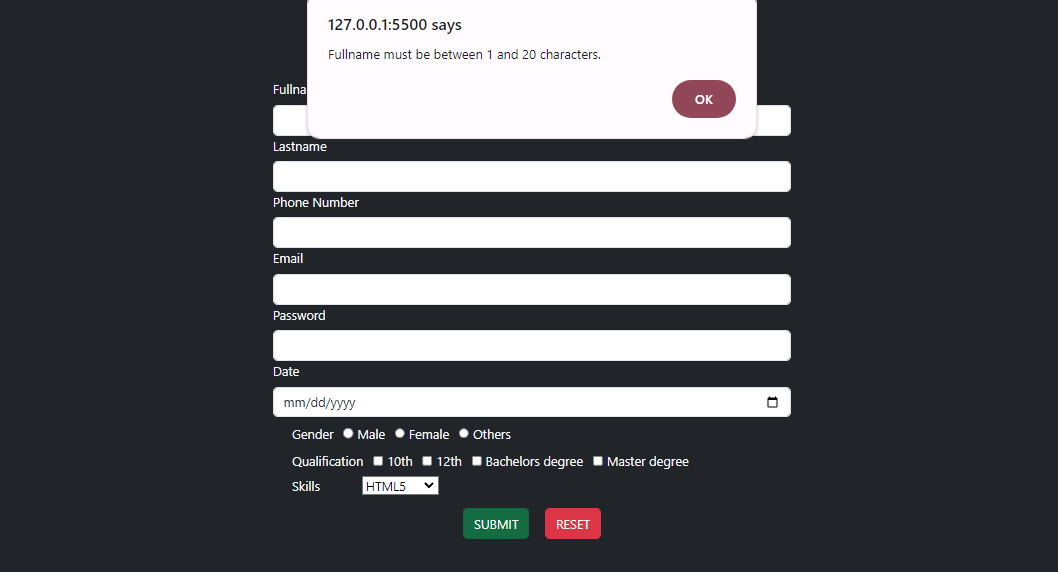 127.0.0.1:5500 says
Fullname must be between 1 and 20 characters.
OK
Lastname
Phone Number
Email
Password
Date
mm/dd/yyyy
Gender Male Female Others
Qualification 10th 12th Bachelors degree Master degree
Skills HTML5
SUBMIT RESET